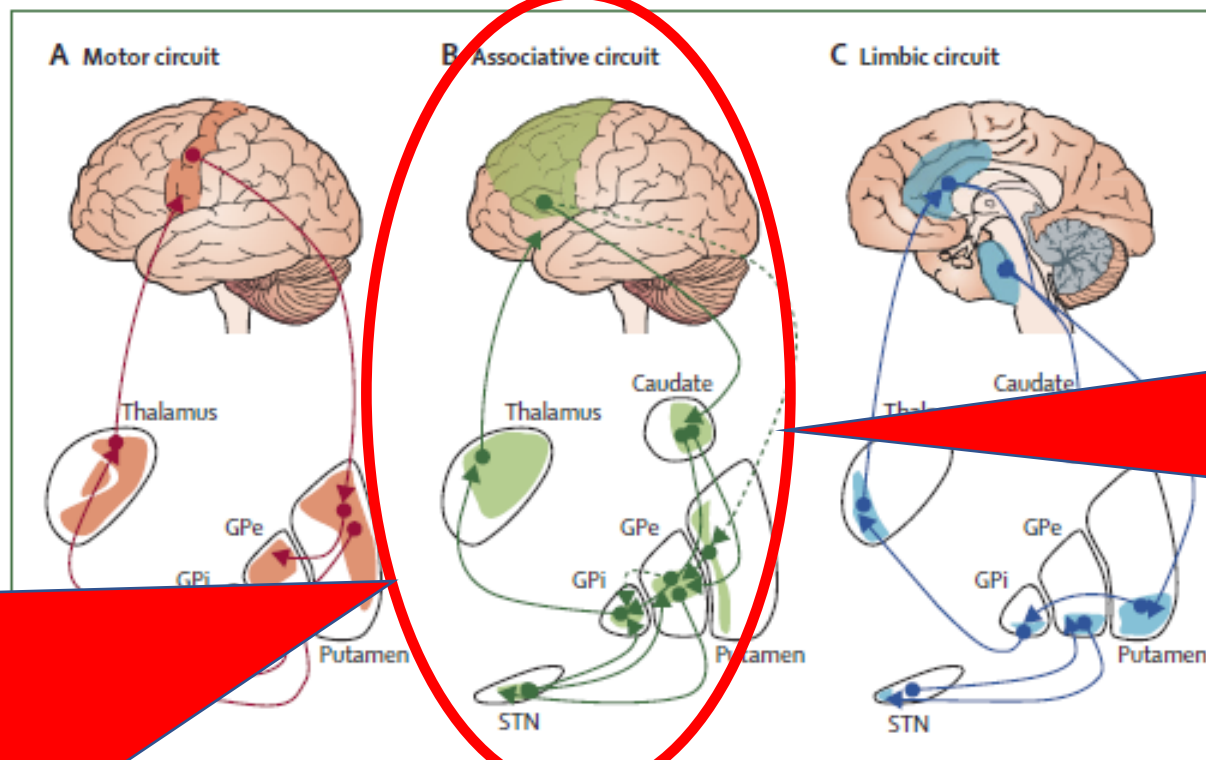 A Motor circuit
B Associative circuit
C Limbic circuit
Thalamus
GPe
GPi
Putamen
Caudate
Thalamus
GPe
GPi
Putamen
STN
Caudate
GPe
GPi
Putamen
STN